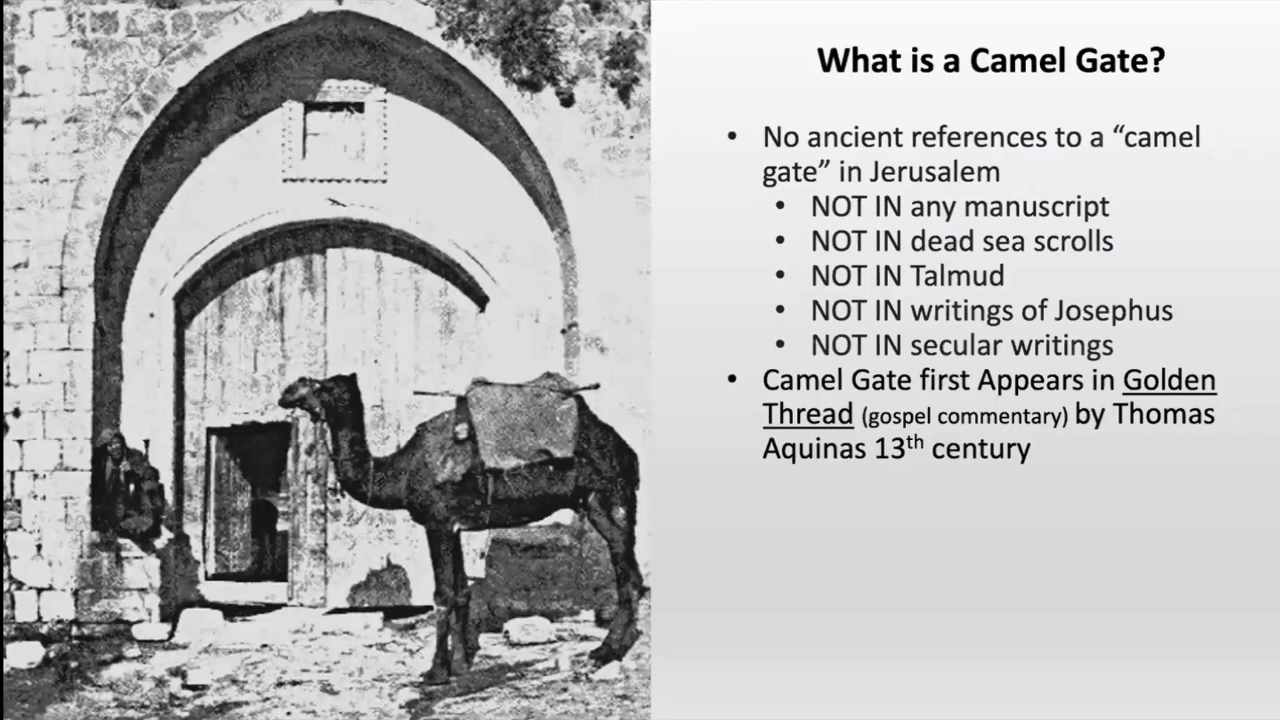 What is a Camel Gate?
• No ancient references to a “camel
gate” in Jerusalem
• NOT IN any manuscript
• NOT IN dead sea scrolls
• NOT IN Talmud
• NOT IN writings of Josephus
• NOT IN secular writings
• Camel Gate first Appears in Golden
Thread (gospel commentary) by Thomas
Aquinas 13th century